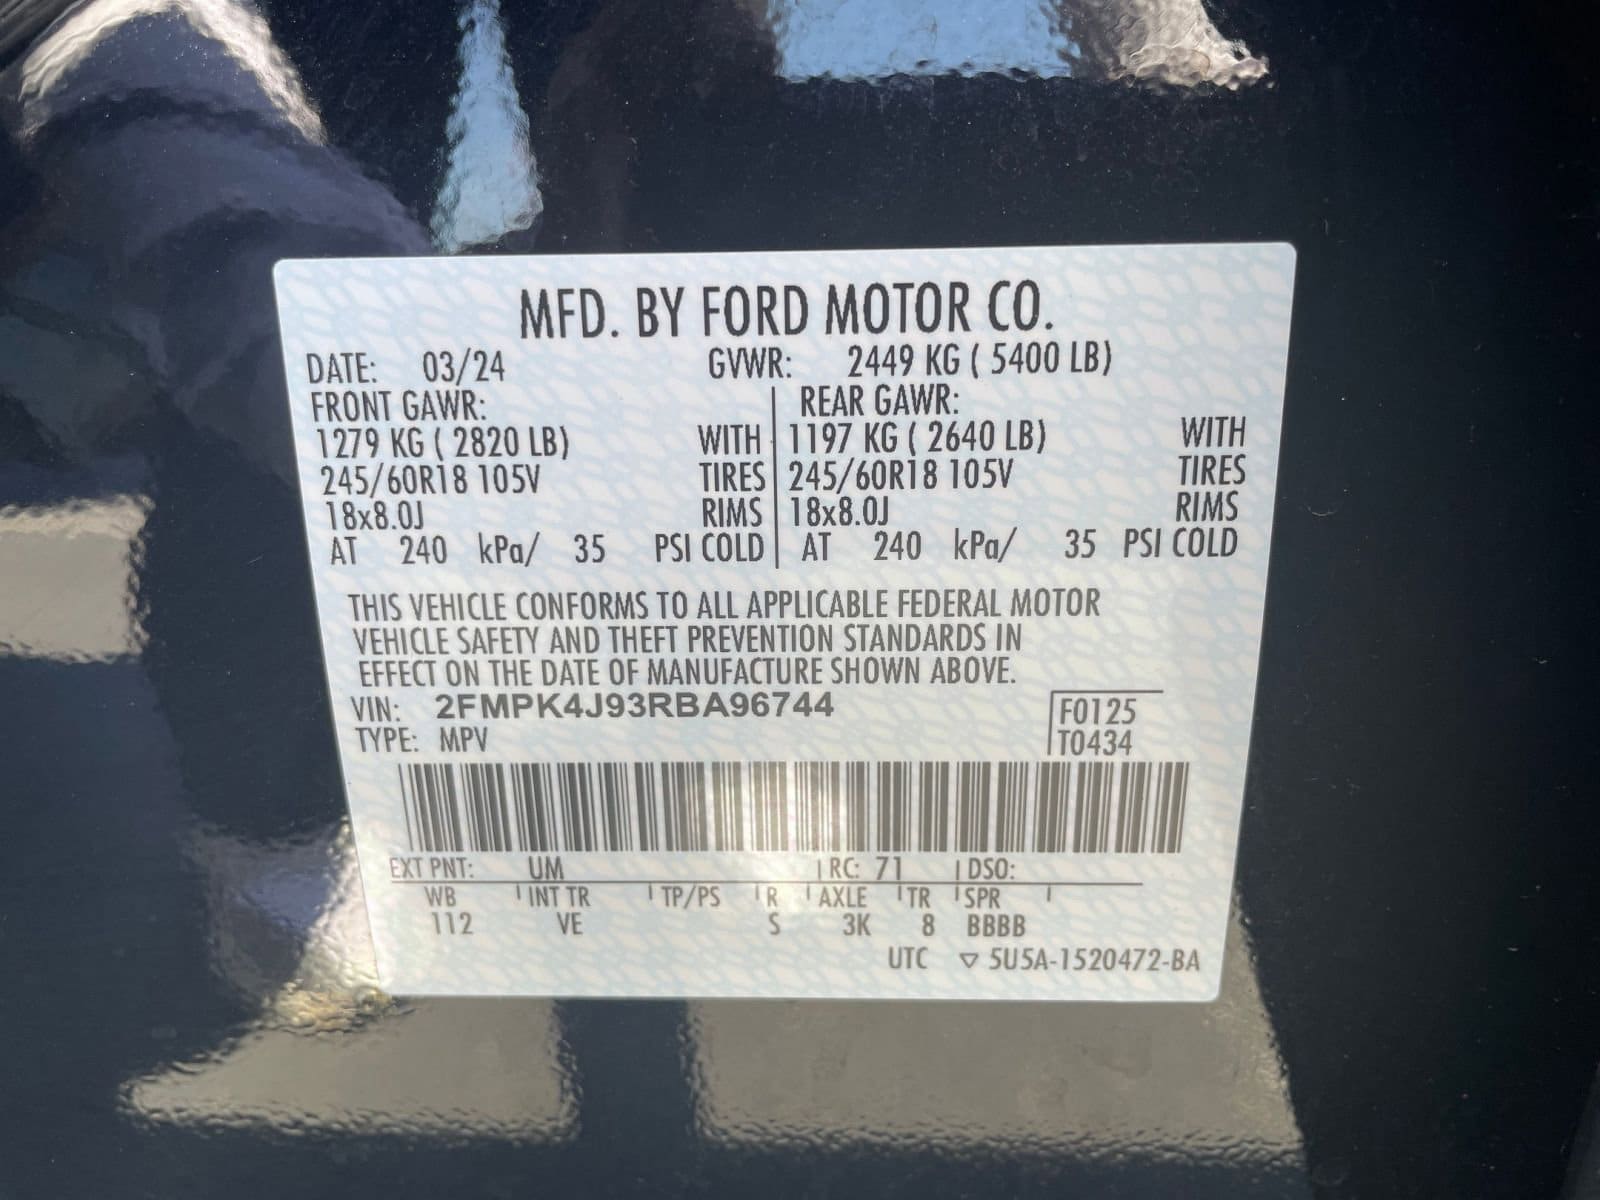 MFD. BY FORD MOTOR CO.
DATE: 03/24 GVWR: 2449 KG ( 5400 LB)
FRONT GAWR: REAR GAWR:
1279 KG ( 2820 LB) WITH 1197 KG ( 2640 LB) WITH
245/60R18 105V TIRES 245/60R18 105V TIRES
18x8.0J RIMS 18x8.0J RIMS
AT 240 kPa/ 35 PSI COLD AT 240 kPa/ 35 PSI COLD
THIS VEHICLE CONFORMS TO ALL APPLICABLE FEDERAL MOTOR
VEHICLE SAFETY AND THEFT PREVENTION STANDARDS IN
EFFECT ON THE DATE OF MANUFACTURE SHOWN ABOVE.
VIN: 2FMPK4J93RBA96744 F0125
TYPE: MPV T0434
EXT PNT: UM RC: 71 DSO:
WB INT TR TP/PS R AXLE TR SPR
112 VE S 3K 8 BBBB
UTC ▽ 5U5A-1520472-BA